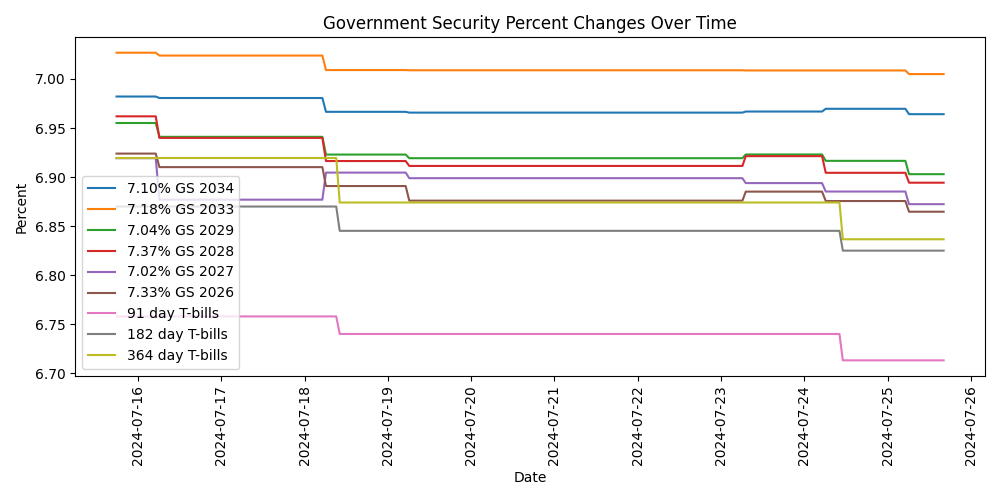 Government Security Percent Changes Over Time
Percent
7.00
6.95
6.90
6.85
6.80
6.75
6.70
7.10% GS 2034
7.18% GS 2033
7.04% GS 2029
7.37% GS 2028
7.02% GS 2027
7.33% GS 2026
91 day T-bills
182 day T-bills
364 day T-bills
2024-07-16
2024-07-17
2024-07-18
2024-07-19
2024-07-20
2024-07-21
2024-07-22
2024-07-23
2024-07-24
2024-07-25
2024-07-26
Date